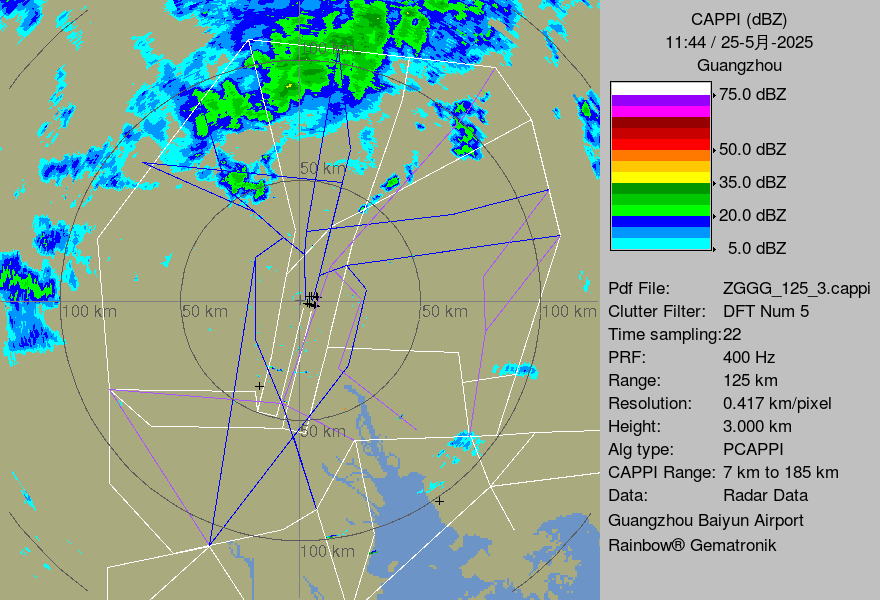 CAPPI (dBZ)
11:44 / 25-5月-2025
Guangzhou
75.0 dBZ
50.0 dBZ
35.0 dBZ
20.0 dBZ
5.0 dBZ
100 km
50 km
100 km
50 km
50 km
100 km
50 km
100 km
Pdf File: ZGGG_125_3.cappi
Clutter Filter: DFT Num 5
Time sampling:22
PRF: 400 Hz
Range: 125 km
Resolution: 0.417 km/pixel
Height: 3.000 km
Alg type: PCAPPI
CAPPI Range: 7 km to 185 km
Data: Radar Data
Guangzhou Baiyun Airport
Rainbow® Gematronik